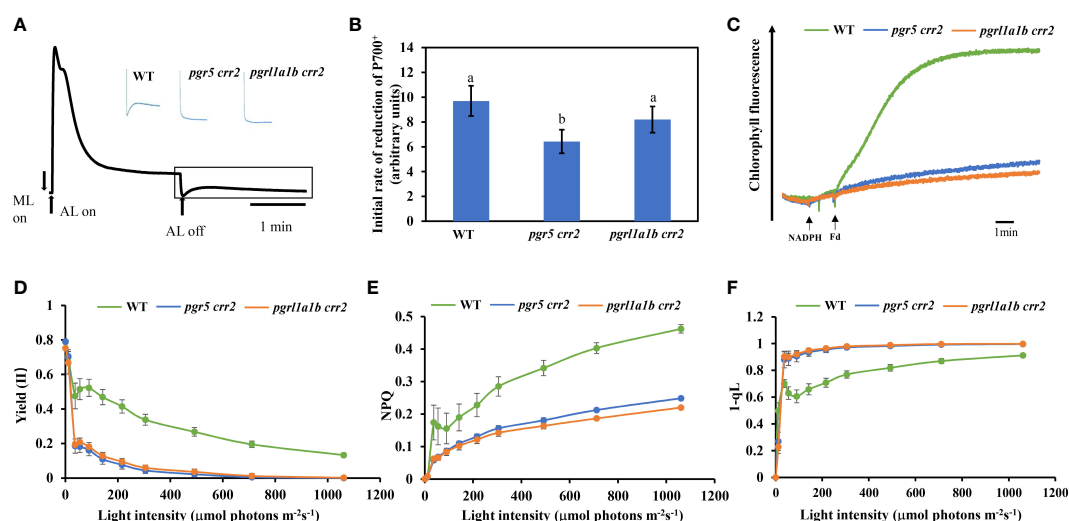 A
WT
pgr5 crr2
pgrl1a1b crr2
ML
on
AL on
AL off
1 min
B
Initial rate of reduction of P700+
(arbitrary units)
14
12
10
8
6
4
2
0
a
b
a
WT
pgr5 crr2
pgrl1a1b crr2
C
WT
pgr5 crr2
pgrl1a1b crr2
Chlorophyll fluorescence
NADPH
Fd
1min
D
WT
pgr5 crr2
pgrl1a1b crr2
Yield (II)
1
0.8
0.6
0.4
0.2
0
0 200 400 600 800 1000 1200
Light intensity (μmol photons m-2s-1)
E
WT
pgr5 crr2
pgrl1a1b crr2
NPQ
0.5
0.4
0.3
0.2
0.1
0
0 200 400 600 800 1000 1200
Light intensity (μmol photons m-2s-1)
F
WT
pgr5 crr2
pgrl1a1b crr2
1-qL
1.2
1
0.8
0.6
0.4
0.2
0
0 200 400 600 800 1000 1200
Light intensity (μmol photons m-2s-1)